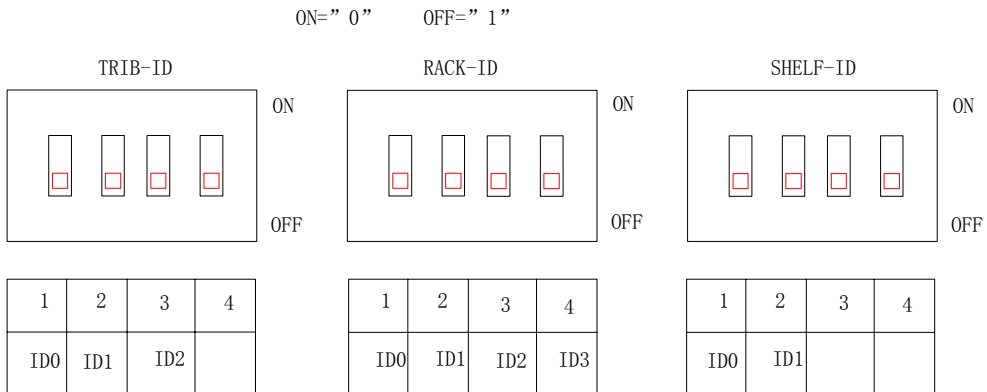 ON=”0” OFF=”1”
TRIB-ID RACK-ID SHELF-ID
ON ON ON
OFF OFF OFF
1 2 3 4 1 2 3 4 1 2 3 4
ID0 ID1 ID2 ID0 ID1 ID2 ID3 ID0 ID1